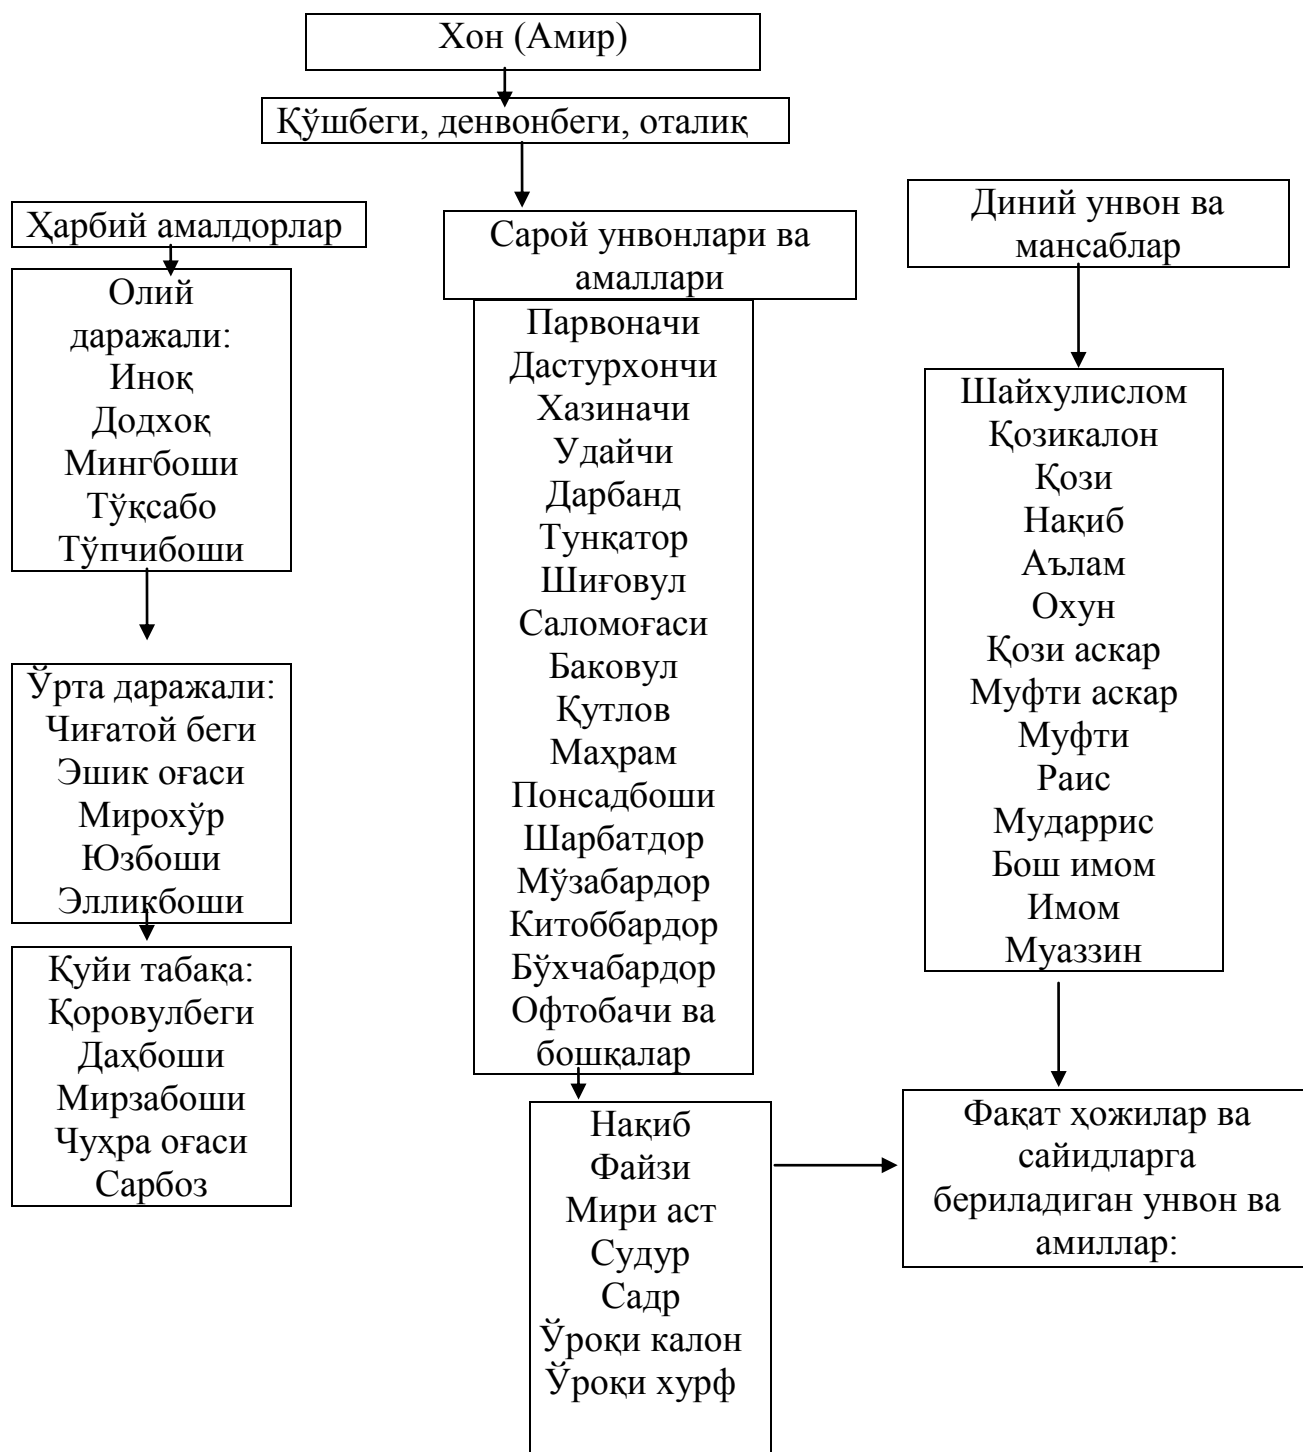 Хон (Амир)
Қўшбеги, денвонбеги, оталиқ
Ҳарбий амалдорлар
Олий
даражали:
Иноқ
Додхоқ
Мингбоши
Тўқсабо
Тўпчибоши
Ўрта даражали:
Чиғатой беги
Эшик оғаси
Мирохўр
Юзбоши
Элликбоши
Қуйи табақа:
Қоровулбеги
Даҳбоши
Мирзабоши
Чуҳра оғаси
Сарбоз
Сарой унвонлари ва
амаллари
Парвоначи
Дастурхончи
Хазиначи
Удайчи
Дарбанд
Тунқатор
Шиғовул
Саломоғаси
Баковул
Қутлов
Маҳрам
Понсадбоши
Шарбатдор
Мўзабардор
Китоббардор
Бўхчабардор
Офтобачи ва
бошқалар
Нақиб
Файзи
Мири аст
Судур
Садр
Ўроқи калон
Ўроқи хурф
Диний унвон ва
мансаблар
Шайхулислом
Қозикалон
Қози
Нақиб
Аълам
Охун
Қози аскар
Муфти аскар
Муфти
Раис
Мударрис
Бош имом
Имом
Муаззин
Фақат ҳожилар ва
сайидларга
бериладиган унвон ва
амиллар: